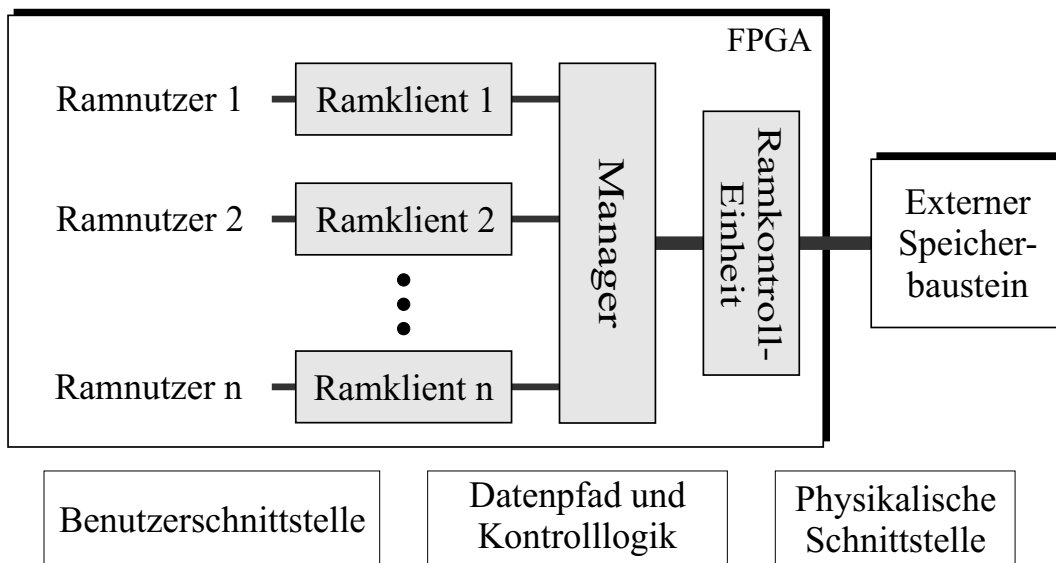 FPGA
Ramnutzer 1
Ramklient 1
Ramnutzer 2
Ramklient 2
Ramnutzer n
Ramklient n
Manager
Ramkontroll-
Einheit
Externer
Speicher-
baustein
Benutzerschnittstelle
Datenpfad und
Kontrolllogik
Physikalische
Schnittstelle